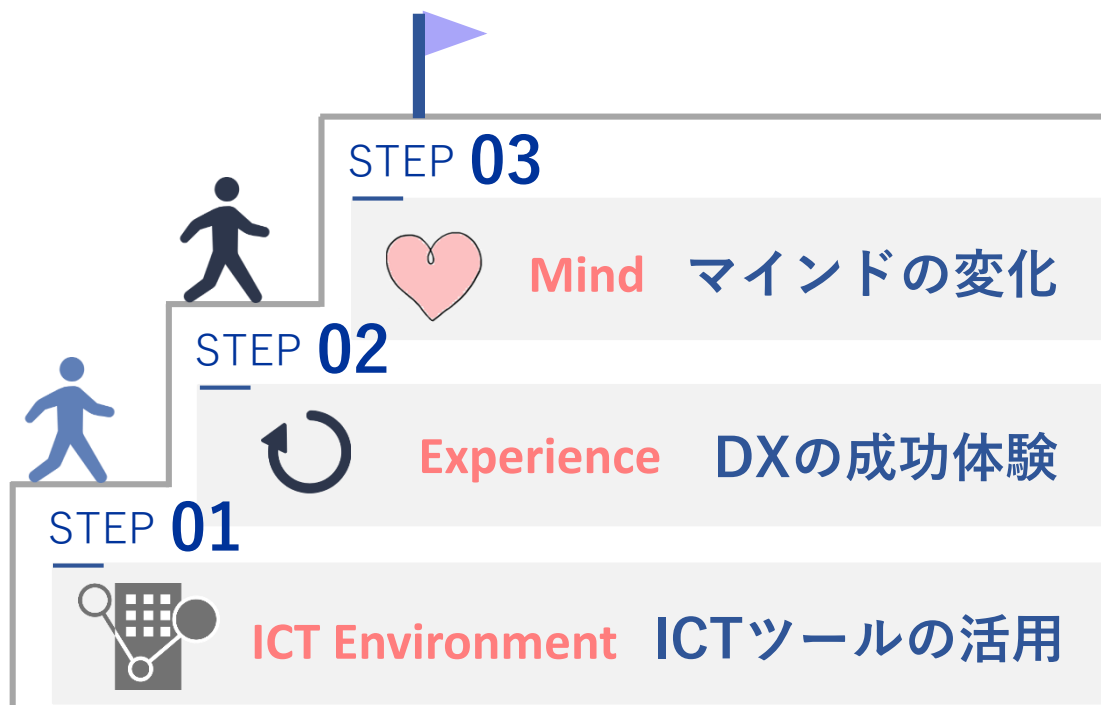 STEP 03
Mind マインドの変化
STEP 02
Experience DXの成功体験
STEP 01
ICT Environment ICTツールの活用